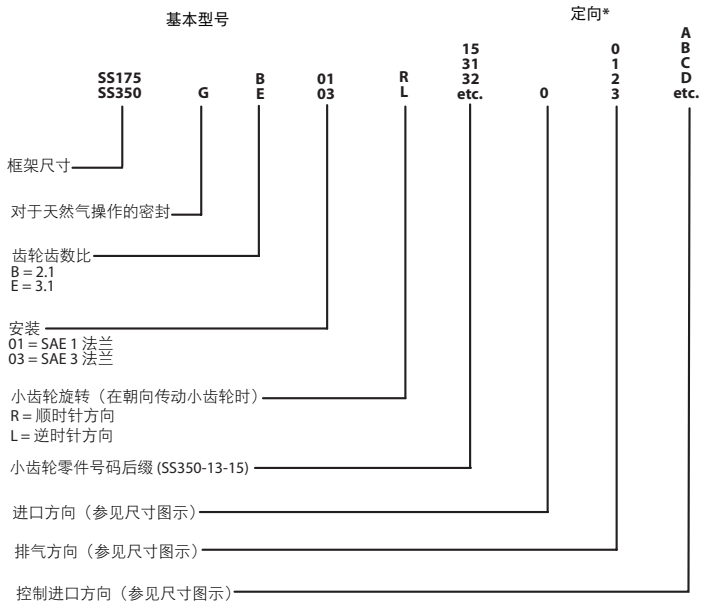 基本型号
定向*
SS175
SS350
G
B
E
01
03
R
L
15
31
32
etc.
0
0
1
2
3
A
B
C
D
etc.
框架尺寸
对于天然气操作的密封
齿轮齿数比
B = 2.1
E = 3.1
安装
01 = SAE 1 法兰
03 = SAE 3 法兰
小齿轮旋转（在朝向传动小齿轮时）
R = 顺时针方向
L = 逆时针方向
小齿轮零件号码后缀 (SS350-13-15)
进口方向（参见尺寸图示）
排气方向（参见尺寸图示）
控制进口方向（参见尺寸图示）